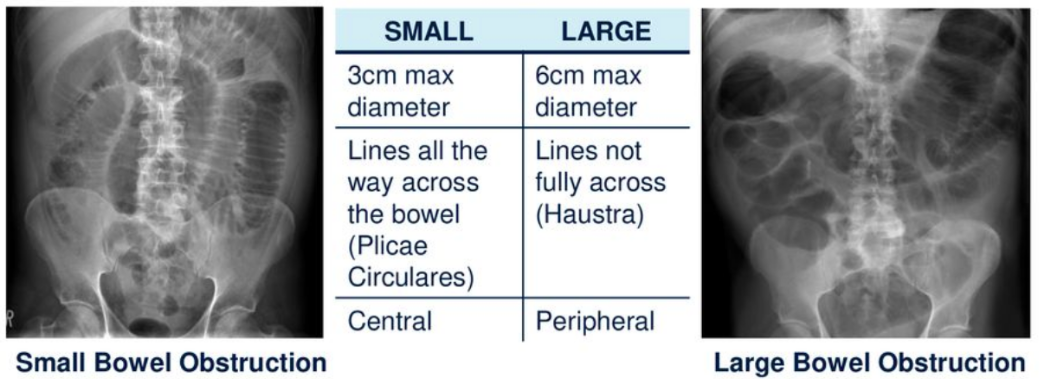 SMALL LARGE
3cm max
diameter
6cm max
diameter
Lines all the
way across
the bowel
(Plicae
Circulares)
Lines not
fully across
(Haustra)
Central
Peripheral
R
Small Bowel Obstruction
Large Bowel Obstruction